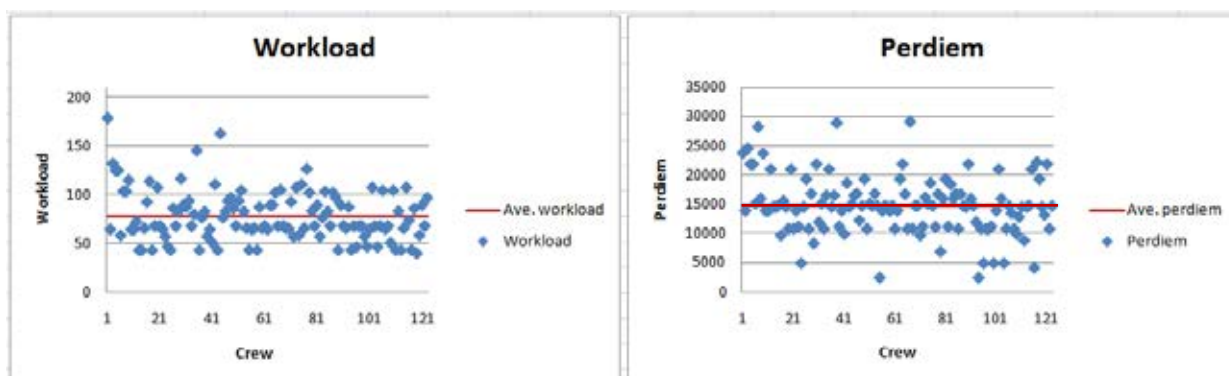 Workload
200
150
100
50
0
Workload
1 21 41 61 81 101 121
Crew
Ave. workload
Workload
Perdiem
35000
30000
25000
20000
15000
10000
5000
0
Perdiem
1 21 41 61 81 101 121
Crew
Ave. perdiem
Perdiem